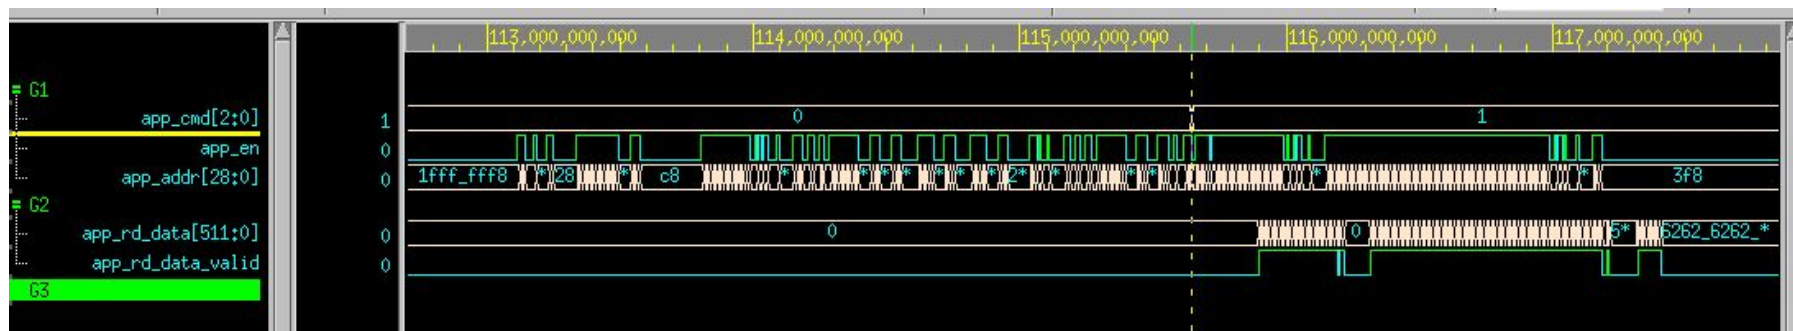 113,000,000,000 114,000,000,000 115,000,000,000 116,000,000,000 117,000,000,000
G1
app_cmd[2:0] 1 0 1
app_en 0
app_addr[28:0] 0 1fff_fff8 * 28 * c8 * * * * * * 2* * * * * * 3f8
G2
app_rd_data[511:0] 0 0 0 5* 6262_6262_*
app_rd_data_valid 0
G3